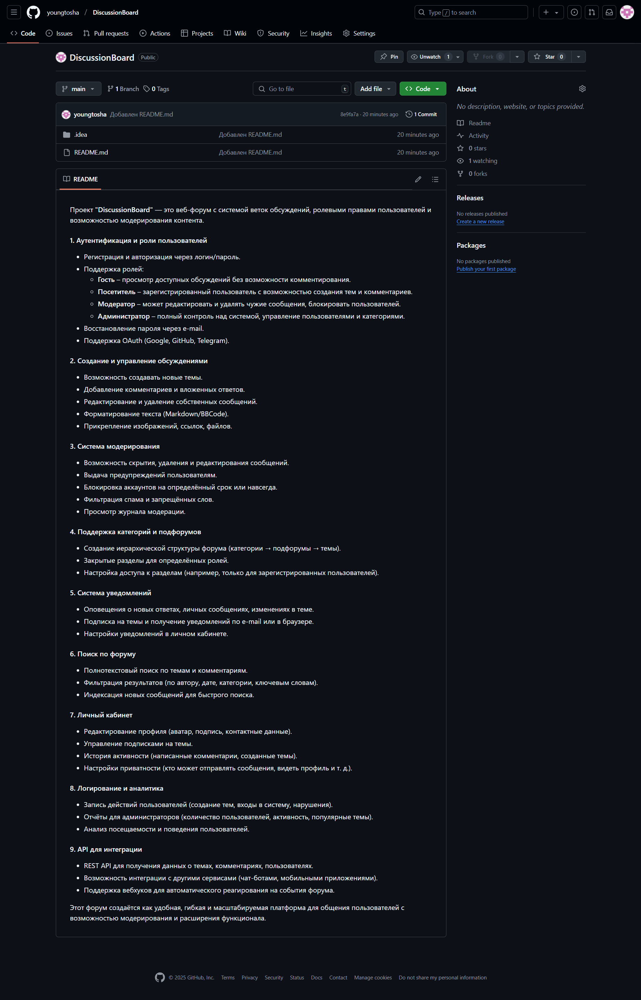 youngtosha / DiscussionBoard
Type / to search
Code Issues Pull requests Actions Projects Wiki Security Insights Settings
DiscussionBoard Public
Pin Unwatch 1 Fork 0 Star 0
main 1 Branch 0 Tags Go to file t Add file Code
youngtosha Добавлен README.md 8e9fa7a · 20 minutes ago 1 Commit
.idea Добавлен README.md 20 minutes ago
README.md Добавлен README.md 20 minutes ago
README
Проект "DiscussionBoard" — это веб-форум с системой веток обсуждений, ролевыми правами пользователей и
возможностью модерирования контента.
1. Аутентификация и роли пользователей
Регистрация и авторизация через логин/пароль.
Поддержка ролей:
Гость – просмотр доступных обсуждений без возможности комментирования.
Посетитель – зарегистрированный пользователь с возможностью создания тем и комментариев.
Модератор – может редактировать и удалять чужие сообщения, блокировать пользователей.
Администратор – полный контроль над системой, управление пользователями и категориями.
Восстановление пароля через e-mail.
Поддержка OAuth (Google, GitHub, Telegram).
2. Создание и управление обсуждениями
Возможность создавать новые темы.
Добавление комментариев и вложенных ответов.
Редактирование и удаление собственных сообщений.
Форматирование текста (Markdown/BBCode).
Прикрепление изображений, ссылок, файлов.
3. Система модерирования
Возможность скрытия, удаления и редактирования сообщений.
Выдача предупреждений пользователям.
Блокировка аккаунтов на определённый срок или навсегда.
Фильтрация спама и запрещённых слов.
Просмотр журнала модерации.
4. Поддержка категорий и подфорумов
Создание иерархической структуры форума (категории → подфорумы → темы).
Закрытые разделы для определённых ролей.
Настройка доступа к разделам (например, только для зарегистрированных пользователей).
5. Система уведомлений
Оповещения о новых ответах, личных сообщениях, изменениях в теме.
Подписка на темы и получение уведомлений по e-mail или в браузере.
Настройки уведомлений в личном кабинете.
6. Поиск по форуму
Полнотекстовый поиск по темам и комментариям.
Фильтрация результатов (по автору, дате, категории, ключевым словам).
Индексация новых сообщений для быстрого поиска.
7. Личный кабинет
Редактирование профиля (аватар, подпись, контактные данные).
Управление подписками на темы.
История активности (написанные комментарии, созданные темы).
Настройки приватности (кто может отправлять сообщения, видеть профиль и т. д.).
8. Логирование и аналитика
Запись действий пользователей (создание тем, входы в систему, нарушения).
Отчёты для администраторов (количество пользователей, активность, популярные темы).
Анализ посещаемости и поведения пользователей.
9. API для интеграции
REST API для получения данных о темах, комментариях, пользователях.
Возможность интеграции с другими сервисами (чат-ботами, мобильными приложениями).
Поддержка вебхуков для автоматического реагирования на события форума.
Этот форум создаётся как удобная, гибкая и масштабируемая платформа для общения пользователей с
возможностью модерирования и расширения функционала.
About
No description, website, or topics provided.
Readme
Activity
0 stars
1 watching
0 forks
Releases
No releases published
Create a new release
Packages
No packages published
Publish your first package
© 2025 GitHub, Inc. Terms Privacy Security Status Docs Contact Manage cookies Do not share my personal information